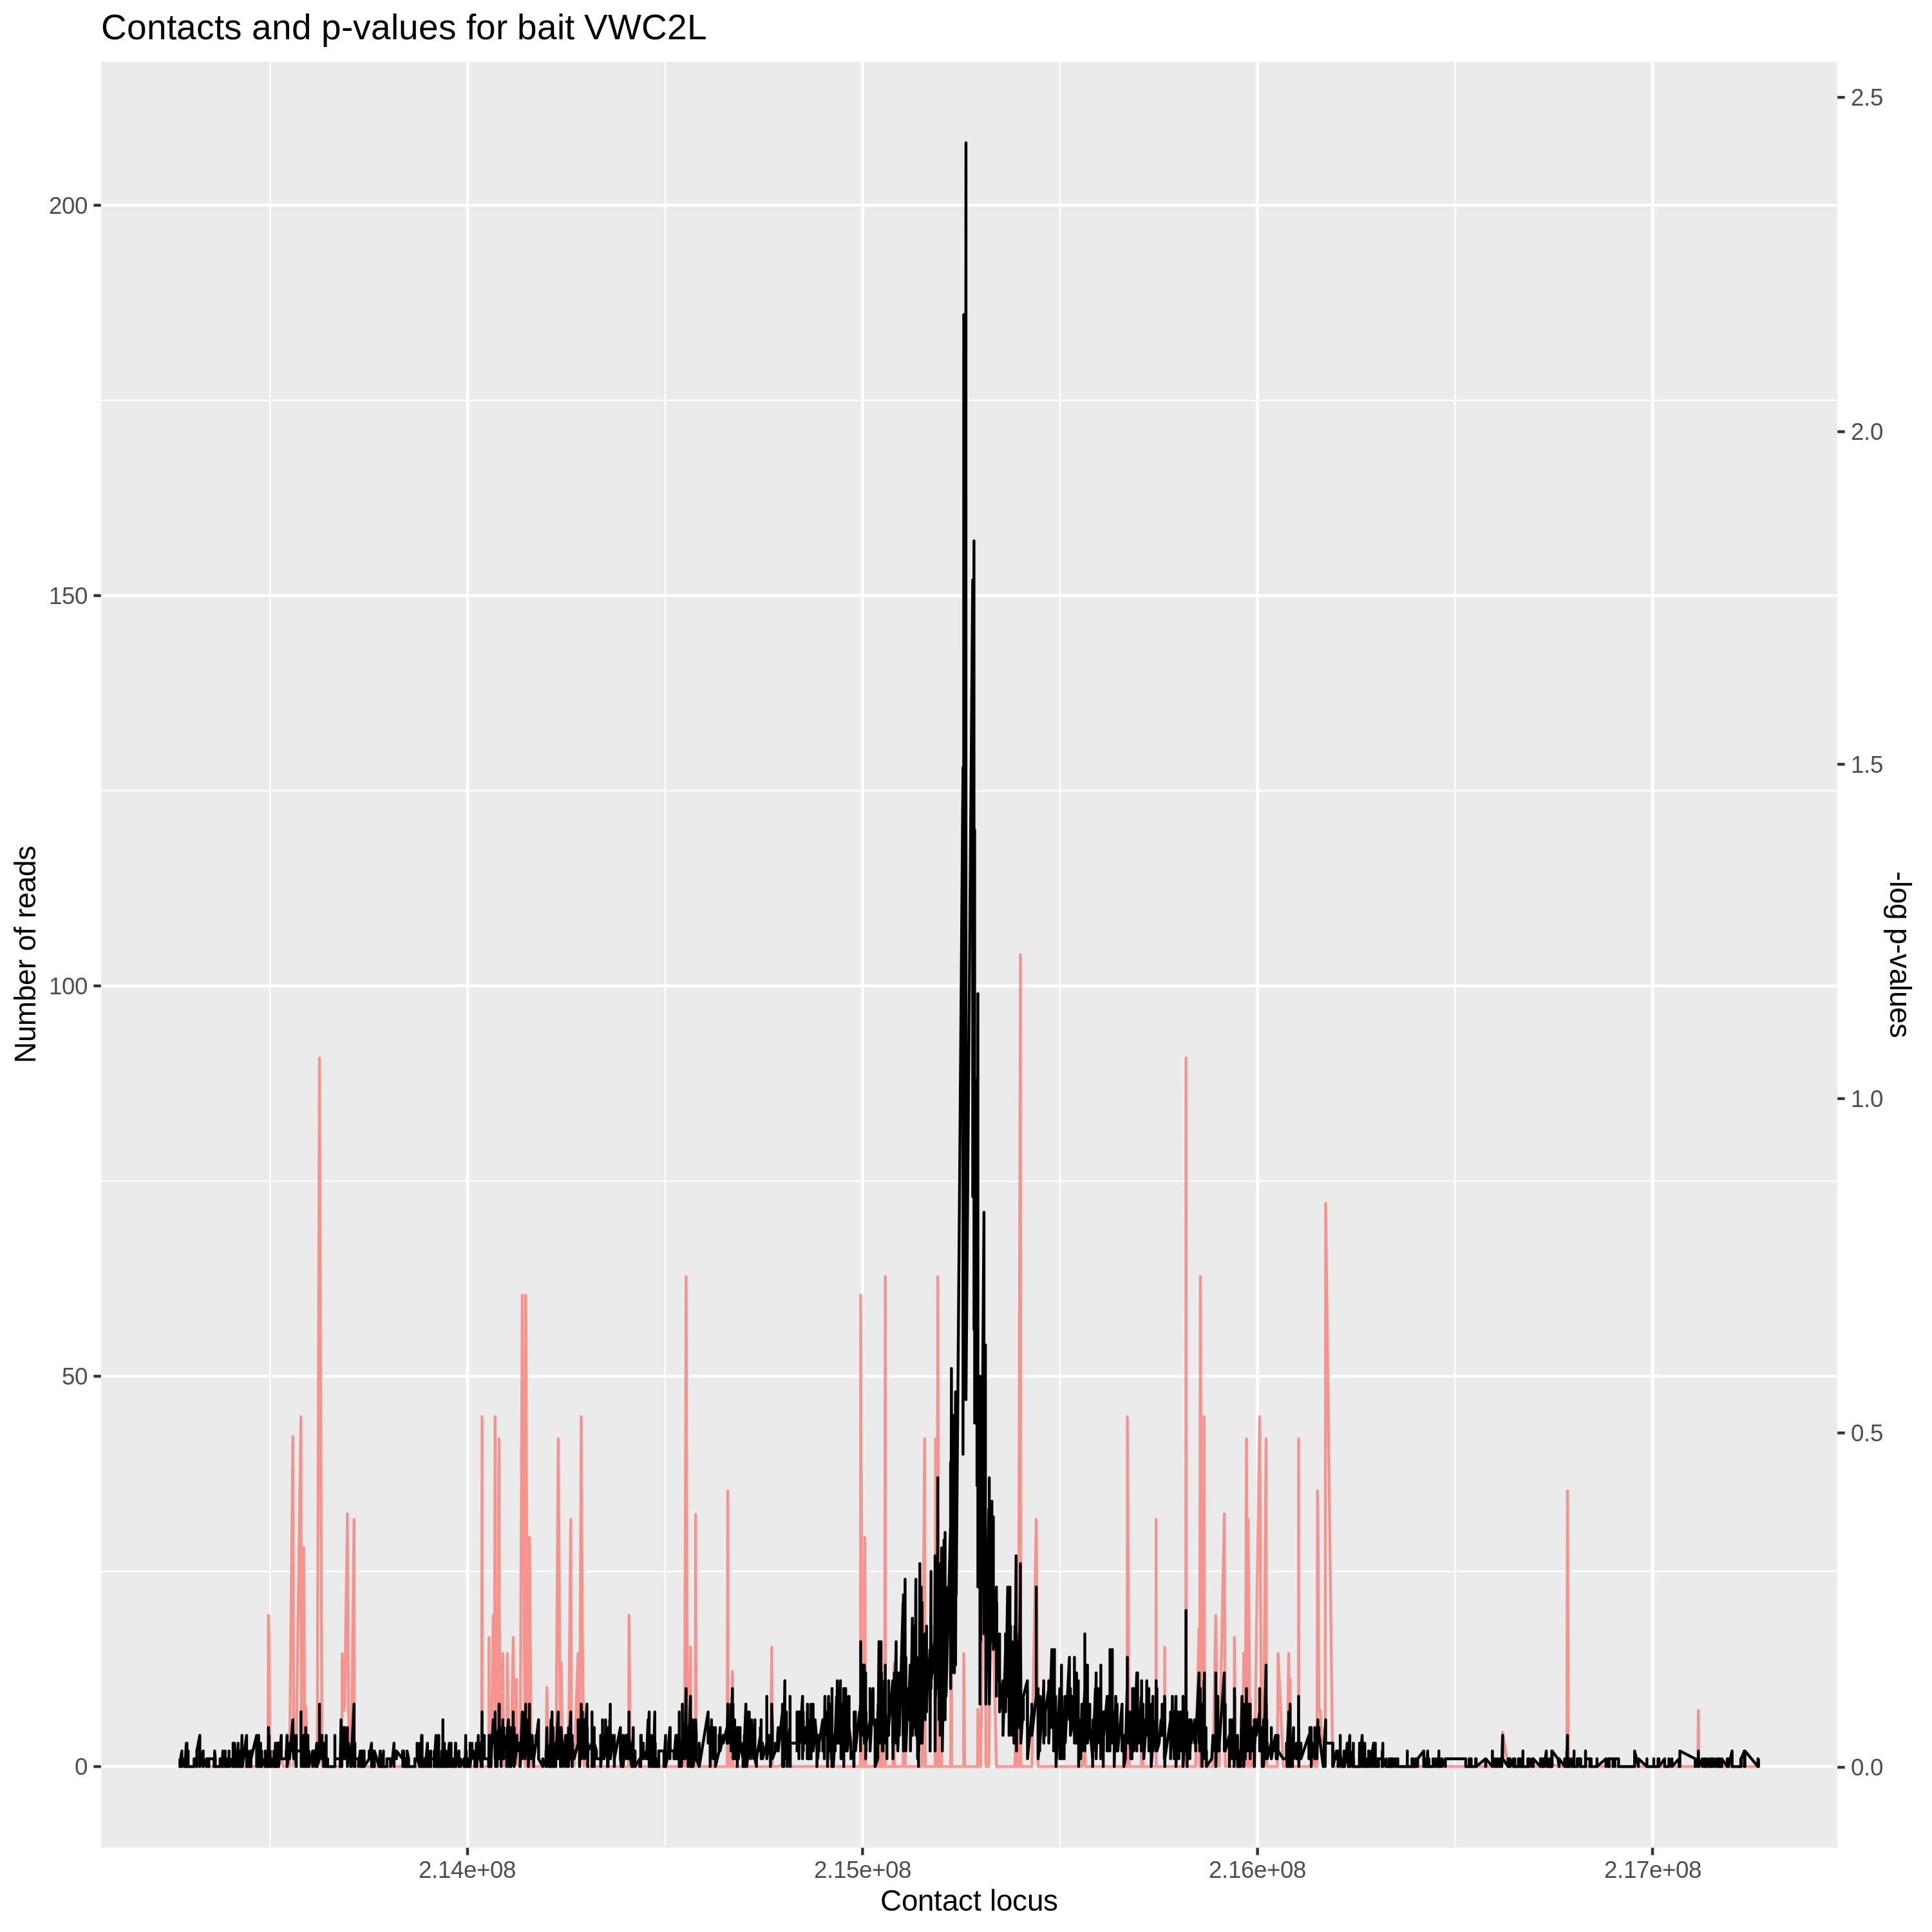 Contacts and p-values for bait VWC2L
200
150
100
50
0
Number of reads
2.5
2.0
1.5
1.0
0.5
0.0
-log p-values
2.14e+08
2.15e+08
2.16e+08
2.17e+08
Contact locus